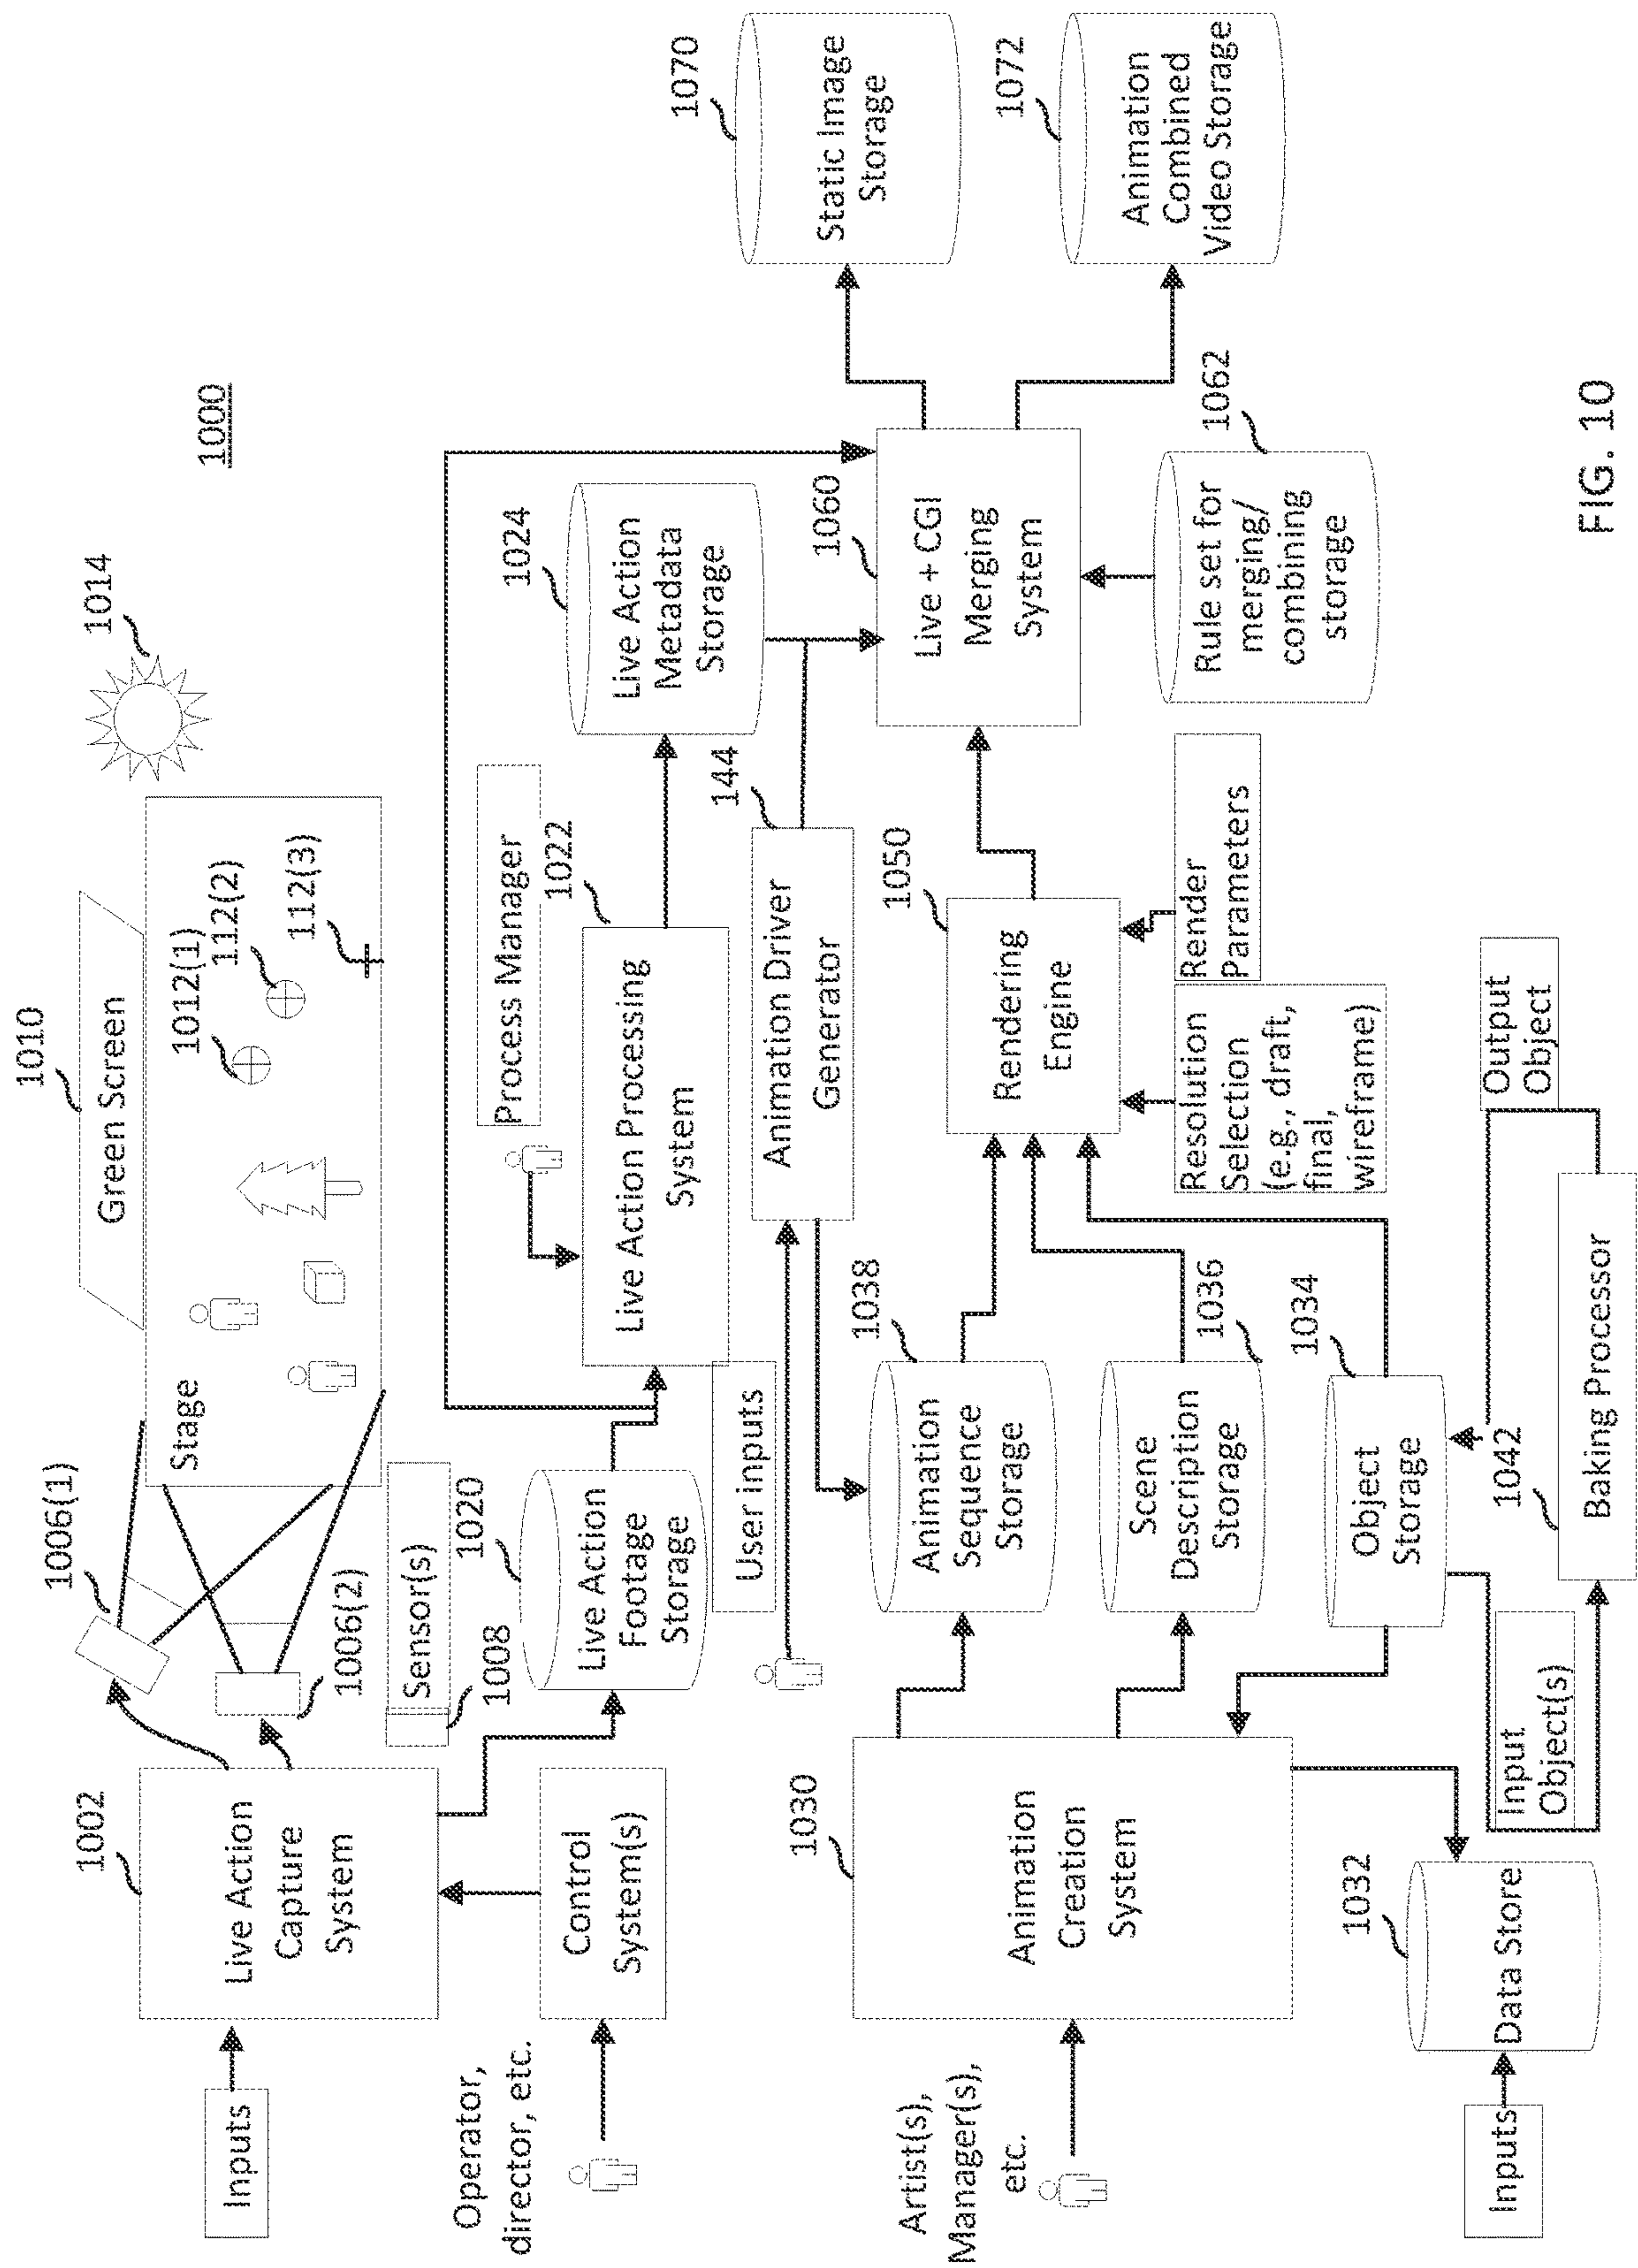 1000
1014
1010
Green Screen
Stage
1012(1)
112(2)
112(3)
1006(1)
1006(2)
Sensor(s)
1008
1002
Live Action
Capture
System
Inputs
Operator,
director, etc.
Control
System(s)
1020
Live Action
Footage
Storage
Process Manager
1022
Live Action Processing
System
1024
Live Action
Metadata
Storage
User inputs
144
Animation Driver
Generator
Artist(s),
Manager(s),
etc.
1030
Animation
Creation
System
1038
Animation
Sequence
Storage
1036
Scene
Description
Storage
1034
Object
Storage
1032
Data Store
Inputs
Input
Object(s)
1042
Baking Processor
Output
Object
1050
Rendering
Engine
Resolution
Selection
(e.g., draft,
final,
wireframe)
Render
Parameters
1060
Live + CGI
Merging
System
1062
Rule set for
merging/
combining
storage
1070
Static Image
Storage
1072
Animation
Combined
Video Storage
FIG. 10